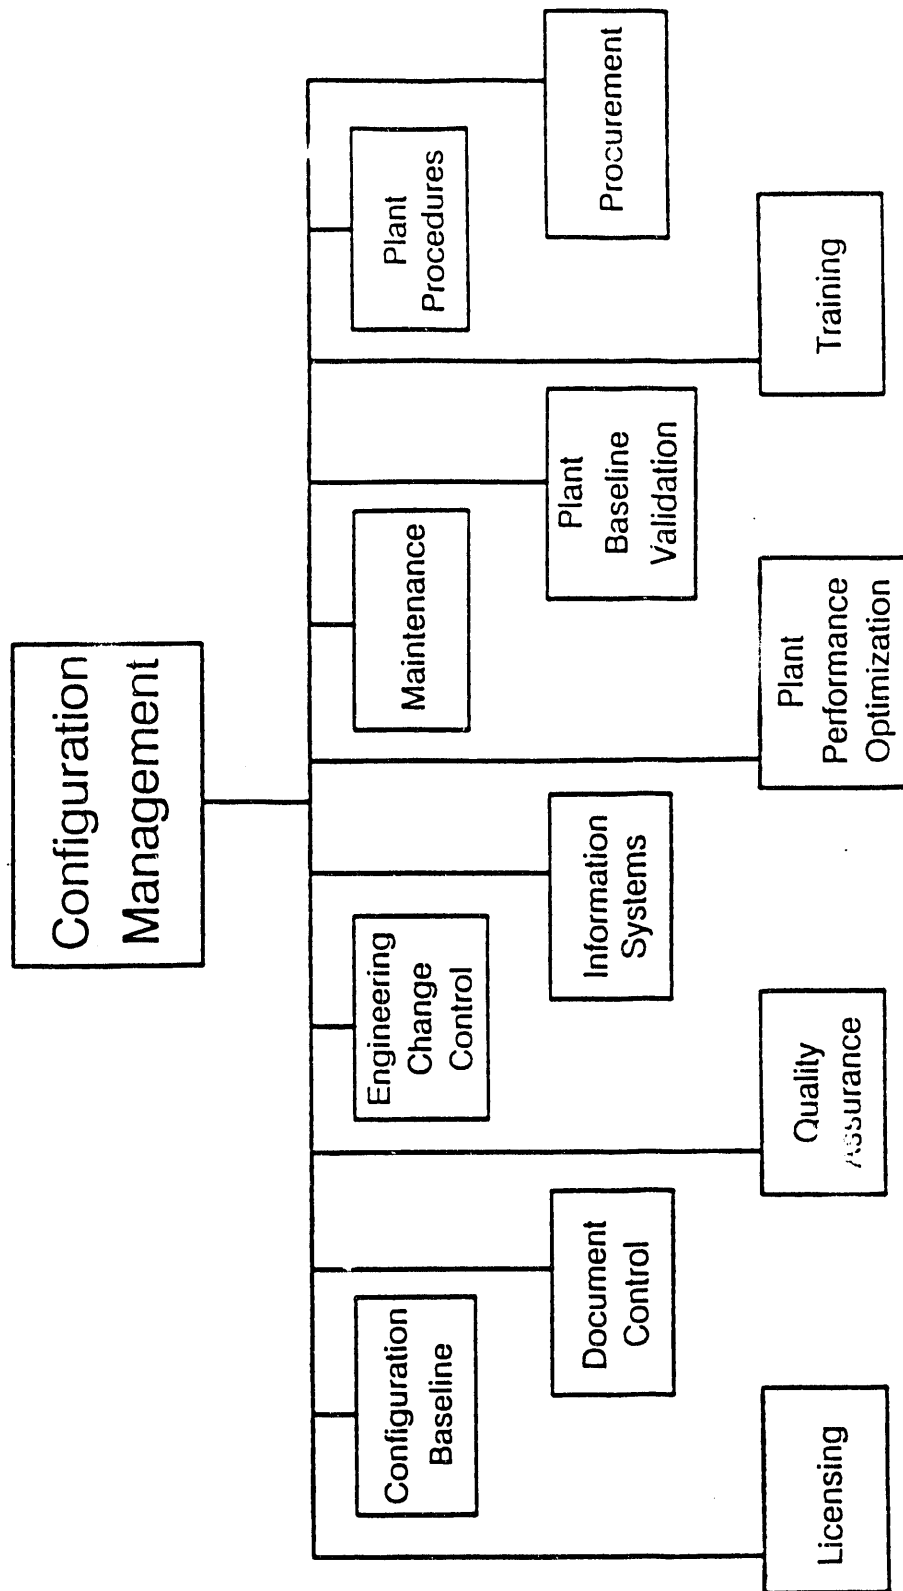 Configuration
Management
Configuration
Baseline
Engineering
Change
Control
Maintenance
Plant
Procedures
Document
Control
Information
Systems
Plant
Baseline
Validation
Procurement
Licensing
Quality
Assurance
Plant
Performance
Optimization
Training